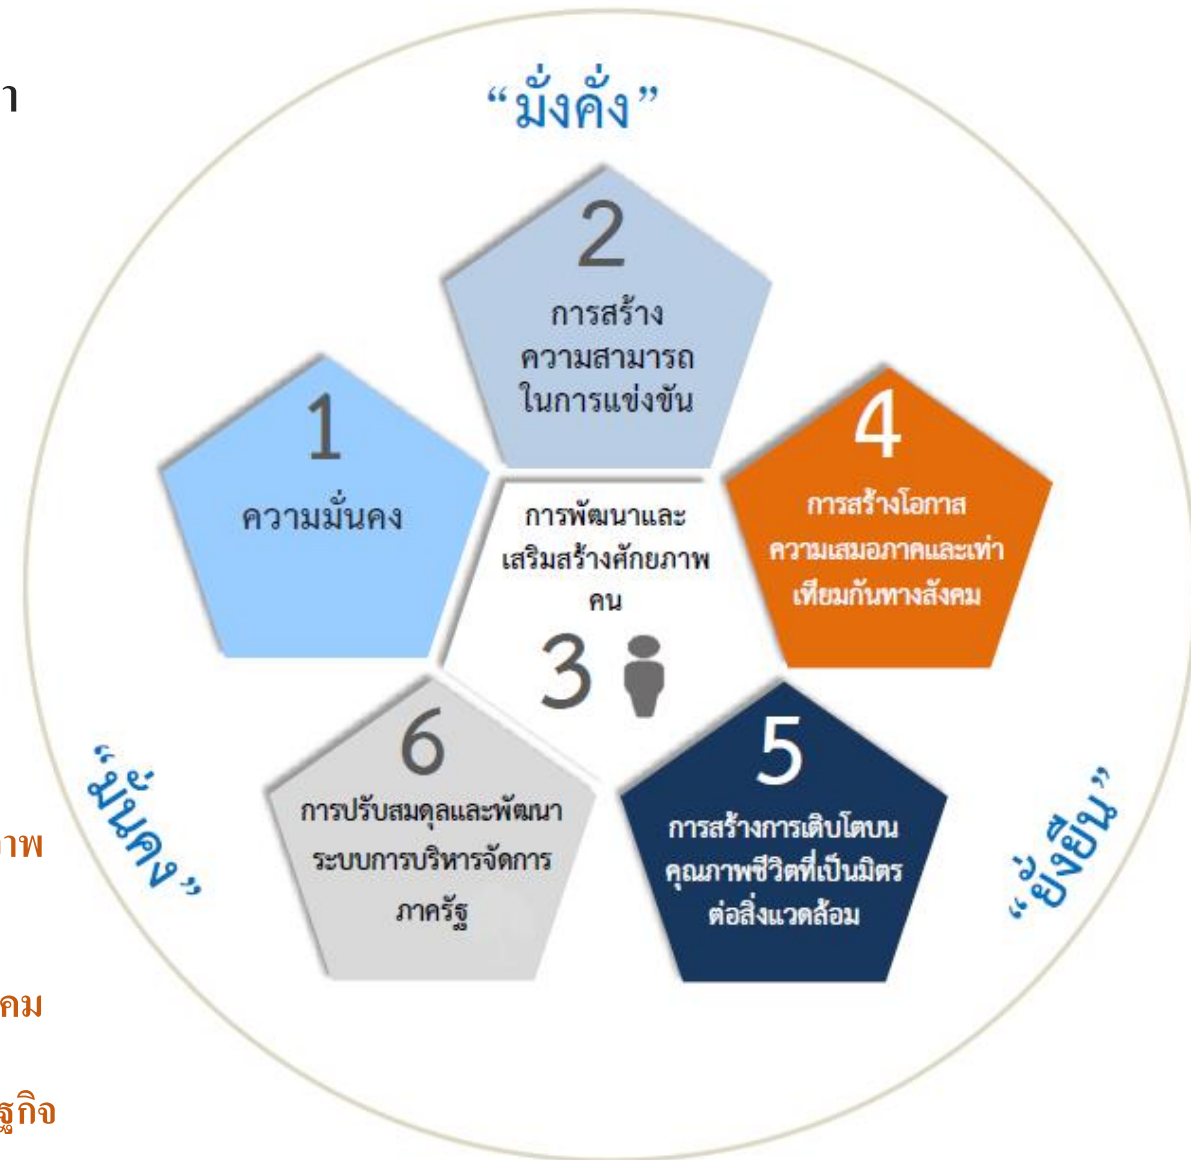 “มั่งคั่ง”
2
การสร้าง
ความสามารถ
ในการแข่งขัน
1
ความมั่นคง
4
การสร้างโอกาส
ความเสมอภาคและเท่า
เทียมกันทางสังคม
การพัฒนาและ
เสริมสร้างศักยภาพ
คน
3
6
การปรับสมดุลและพัฒนา
ระบบการบริหารจัดการ
ภาครัฐ
5
การสร้างการเติบโตบน
คุณภาพชีวิตที่เป็นมิตร
ต่อสิ่งแวดล้อม
“มั่นคง”
“ยั่งยืน”